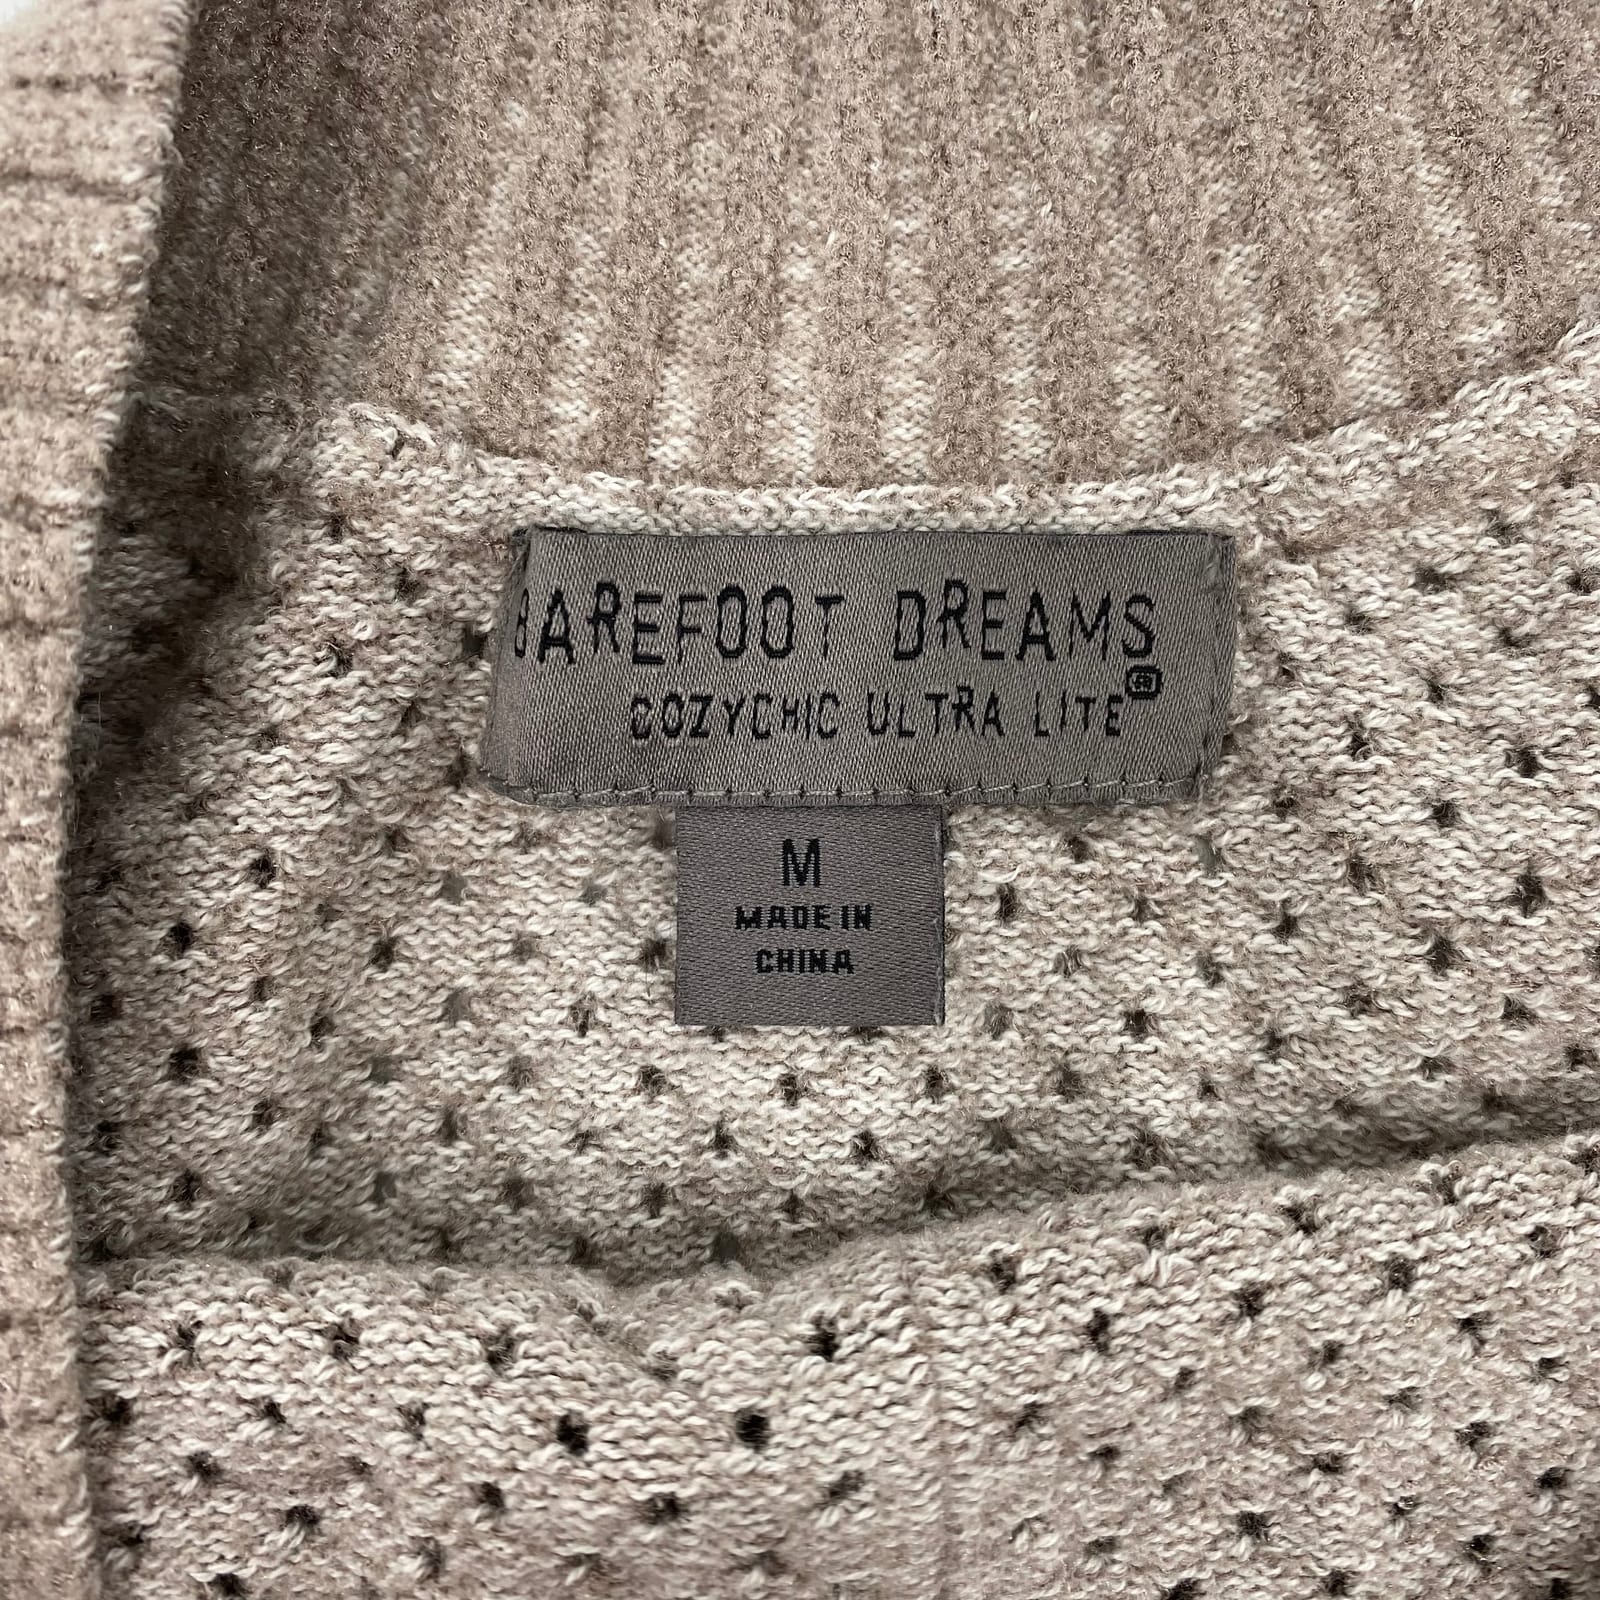 BAREFOOT DREAMS
COZYCHIC ULTRA LITE®
M
MADE IN
CHINA